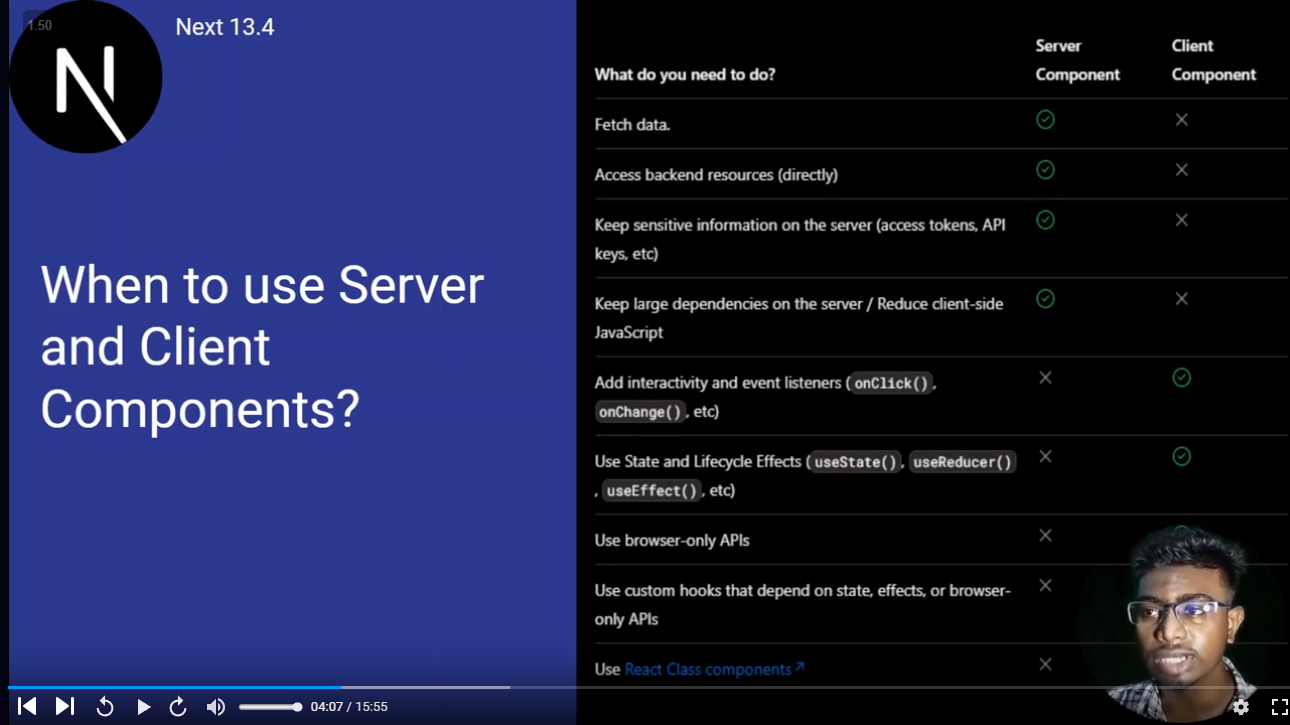 1.50
Next 13.4
When to use Server
and Client
Components?
Server
Client
What do you need to do?
Component
Component
Fetch data.
Access backend resources (directly)
Keep sensitive information on the server (access tokens, API
keys, etc)
Keep large dependencies on the server / Reduce client-side
JavaScript
Add interactivity and event listeners ( onClick() ,
onChange() , etc)
Use State and Lifecycle Effects ( useState() , useReducer()
, useEffect() , etc)
Use browser-only APIs
Use custom hooks that depend on state, effects, or browser-
only APIs
Use React Class components
04:07 / 15:55